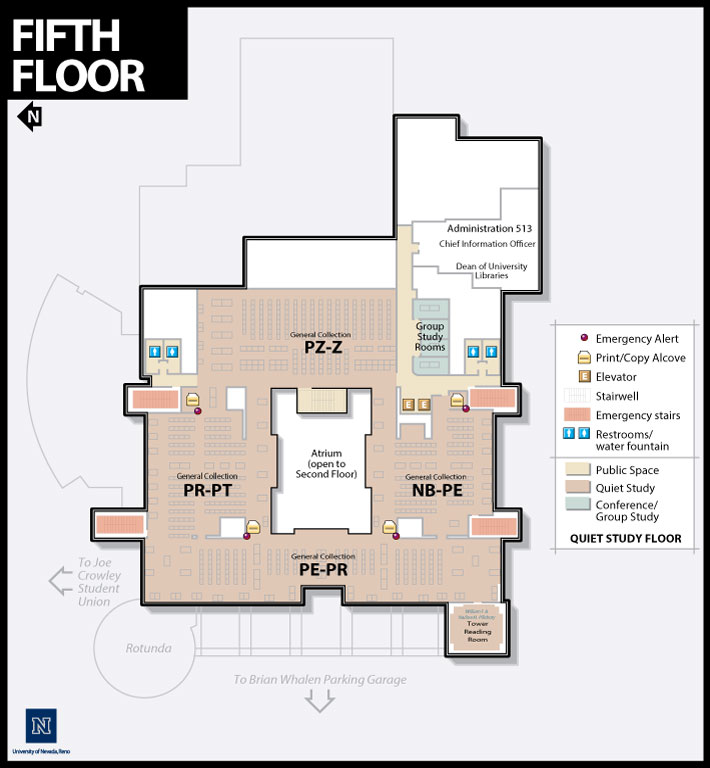 FIFTH
FLOOR
N
Administration 513
Chief Information Officer
Dean of University
Libraries
Group
Study
Rooms
General Collection
PZ-Z
E E
Atrium
(open to
Second Floor)
General Collection
PR-PT
General Collection
NB-PE
General Collection
PE-PR
Tower
Reading
Room
To Joe
Crowley
Student
Union
Rotunda
To Brian Whalen Parking Garage
Emergency Alert
Print/Copy Alcove
E Elevator
Stairwell
Emergency stairs
Restrooms/
water fountain
Public Space
Quiet Study
Conference/
Group Study
QUIET STUDY FLOOR
N
University of Nevada, Reno